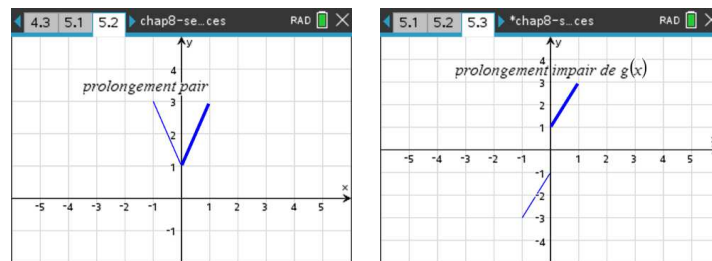 4.3 5.1 5.2 chap8-se...ces RAD
y
4
prolongement pair
3
2
1
-5 -4 -3 -2 -1 1 2 3 4 5
x
-1
5.1 5.2 5.3 *chap8-s...ces RAD
y
4
prolongement impair de g(x)
3
2
1
-5 -4 -3 -2 -1 1 2 3 4 5
-1
-2
-3
-4